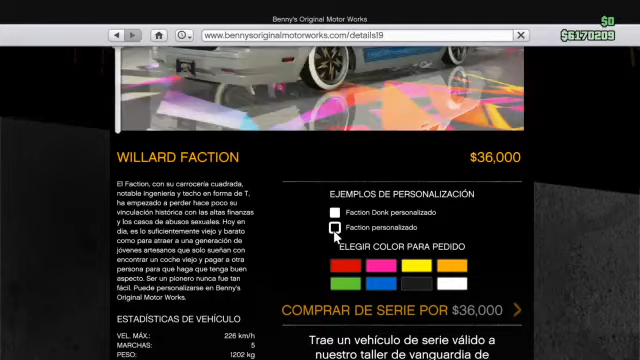 Benny's Original Motor Works
$0
www.bennysoriginalmotorworks.com/details19
$6170209
WILLARD FACTION
$36,000
El Faction, con su carrocería cuadrada,
notable ingeniería y techo en forma de T,
ha empezado a perder hace poco su
vinculación histórica con las altas finanzas
y los casos de abusos sexuales. Hoy en
día, es lo suficientemente viejo y barato
como para atraer a una generación de
jóvenes artesanos que solo sueñan con
encontrar un coche viejo y pagar a otra
persona para que haga que tenga buen
aspecto. Ser un pionero nunca fue tan
fácil. Puede personalizarse en Benny's
Original Motor Works.
ESTADÍSTICAS DE VEHÍCULO
VEL. MÁX.: 226 km/h
MARCHAS: 5
PESO: 1202 kg
EJEMPLOS DE PERSONALIZACIÓN
Faction Donk personalizado
Faction personalizado
ELEGIR COLOR PARA PEDIDO
COMPRAR DE SERIE POR $36,000
Trae un vehículo de serie válido a
nuestro taller de vanguardia de